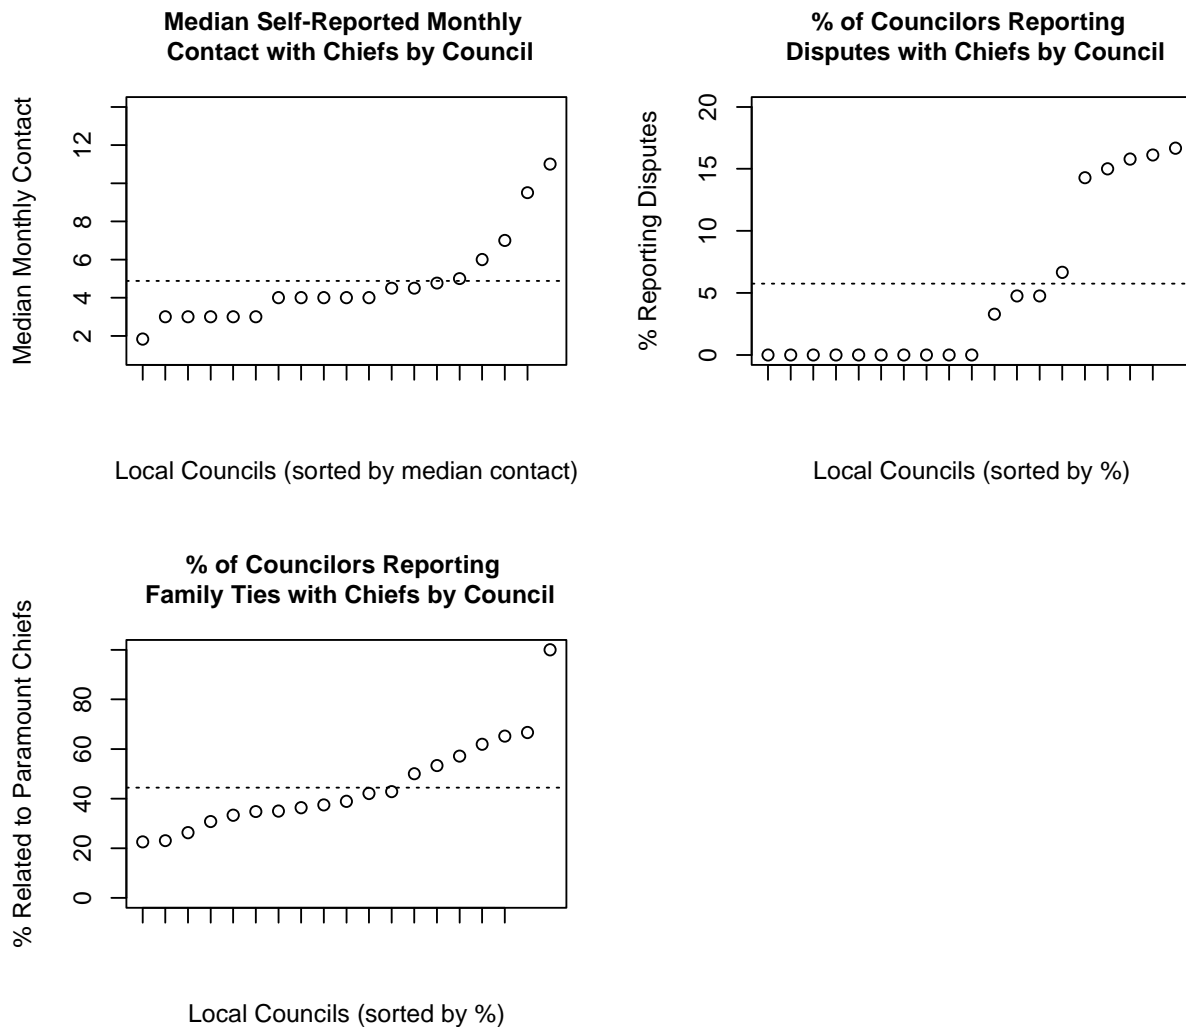 Median Self-Reported Monthly
Contact with Chiefs by Council
Median Monthly Contact
2
4
6
8
12
Local Councils (sorted by median contact)
% of Councilors Reporting
Disputes with Chiefs by Council
% Reporting Disputes
0
5
10
15
20
Local Councils (sorted by %)
% of Councilors Reporting
Family Ties with Chiefs by Council
% Related to Paramount Chiefs
0
20
40
60
80
Local Councils (sorted by %)